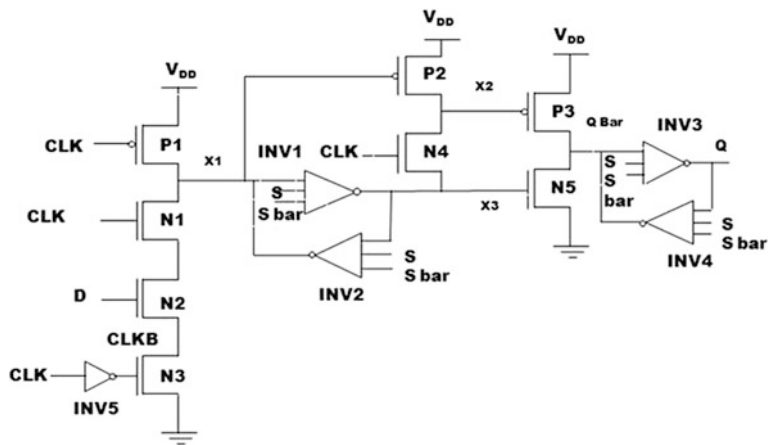 VDD
VDD
VDD
P2
X2
P3
P1
CLK
X1
INV1
CLK
N4
Q Bar
INV3
Q
S
S bar
S
S bar
CLK
N1
X3
N5
S
S bar
INV2
S
S bar
INV4
D
N2
CLKB
CLK
N3
INV5